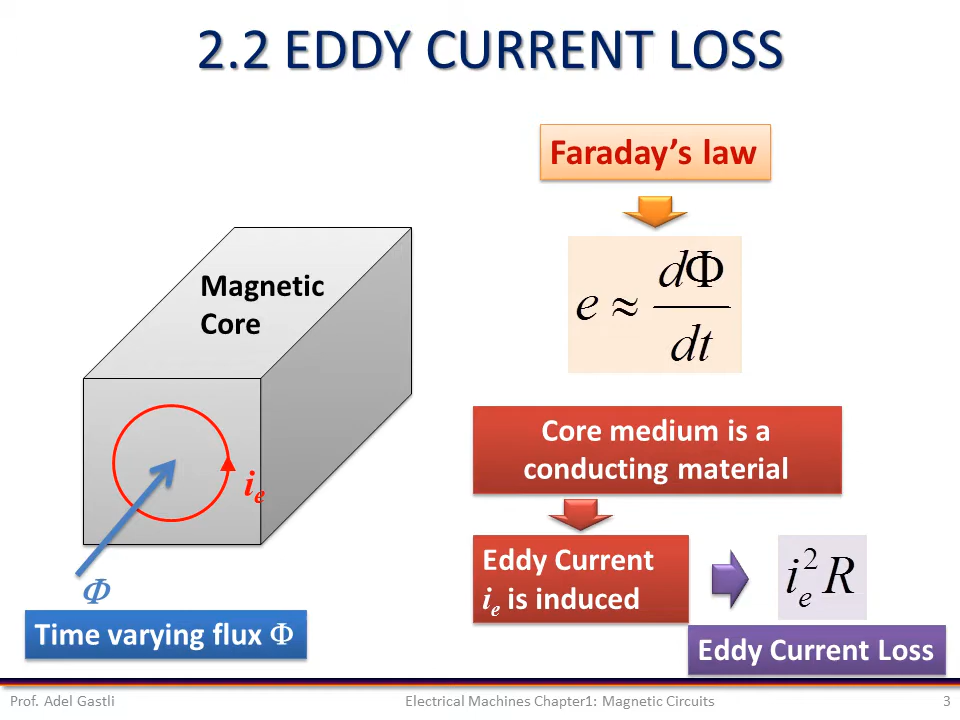 2.2 EDDY CURRENT LOSS
Faraday's law
e ≈ dΦ/dt
Magnetic
Core
i_e
Φ
Time varying flux Φ
Core medium is a
conducting material
Eddy Current
i_e is induced
i_e^2 R
Eddy Current Loss
Prof. Adel Gastli
Electrical Machines Chapter1: Magnetic Circuits
3